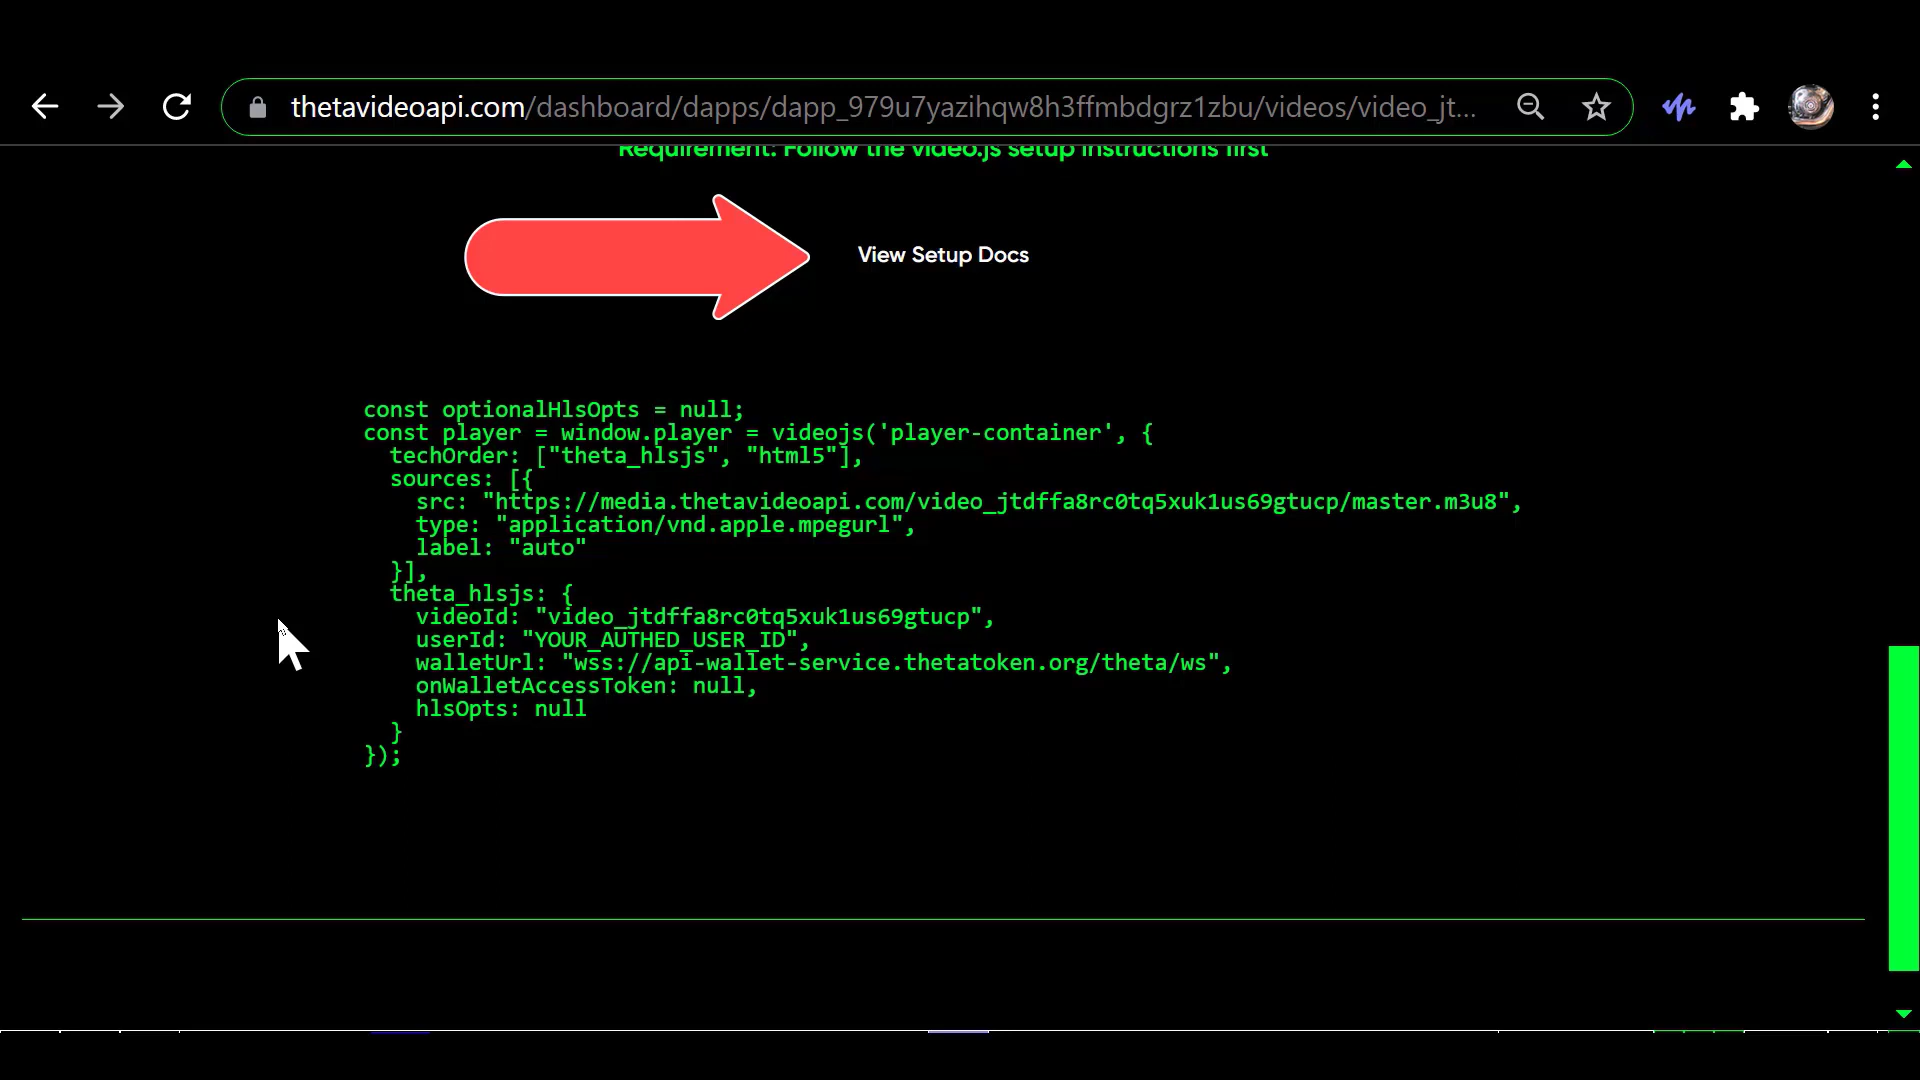 thetavideoapi.com/dashboard/dapps/dapp_979u7yazihqw8h3ffmbdgrz1zbu/videos/video_jt...
Requirement: Follow the video.js setup instructions first
View Setup Docs
const optionalHlsOpts = null;
const player = window.player = videojs('player-container', {
  techOrder: ["theta_hlsjs", "html5"],
  sources: [{
    src: "https://media.thetavideoapi.com/video_jtdffa8rc0tq5xuk1us69gtucp/master.m3u8",
    type: "application/vnd.apple.mpegurl",
    label: "auto"
  }],
  theta_hlsjs: {
    videoId: "video_jtdffa8rc0tq5xuk1us69gtucp",
    userId: "YOUR_AUTHED_USER_ID",
    walletUrl: "wss://api-wallet-service.thetatoken.org/theta/ws",
    onWalletAccessToken: null,
    hlsOpts: null
  }
});